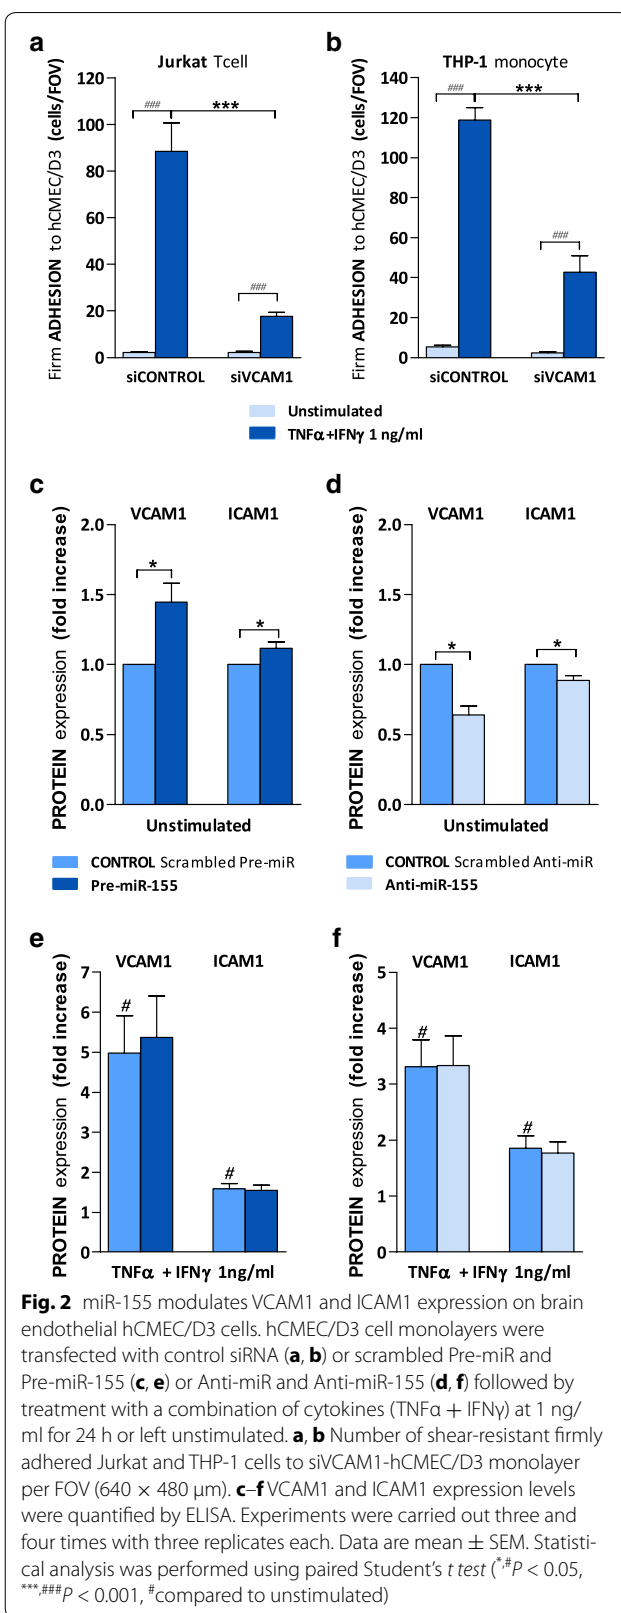 a
b
Jurkat Tcell
THP-1 monocyte
Firm ADHESION to hCMEC/D3 (cells/FOV)
120
100
80
60
40
20
0
###
***
###
siCONTROL
siVCAM1
Firm ADHESION to hCMEC/D3 (cells/FOV)
140
120
100
80
60
40
20
0
###
***
###
siCONTROL
siVCAM1
Unstimulated
TNFα+IFNγ 1 ng/ml
c
d
PROTEIN expression (fold increase)
VCAM1
ICAM1
2.0
1.5
1.0
0.5
0.0
*
*
Unstimulated
CONTROL Scrambled Pre-miR
Pre-miR-155
PROTEIN expression (fold increase)
VCAM1
ICAM1
2.0
1.5
1.0
0.5
0.0
*
*
Unstimulated
CONTROL Scrambled Anti-miR
Anti-miR-155
e
f
PROTEIN expression (fold increase)
VCAM1
ICAM1
7
6
5
4
3
2
1
0
#
#
TNFα + IFNγ 1ng/ml
PROTEIN expression (fold increase)
VCAM1
ICAM1
5
4
3
2
1
0
#
#
TNFα + IFNγ 1ng/ml
Fig. 2 miR-155 modulates VCAM1 and ICAM1 expression on brain
endothelial hCMEC/D3 cells. hCMEC/D3 cell monolayers were
transfected with control siRNA (a, b) or scrambled Pre-miR and
Pre-miR-155 (c, e) or Anti-miR and Anti-miR-155 (d, f) followed by
treatment with a combination of cytokines (TNFα + IFNγ) at 1 ng/
ml for 24 h or left unstimulated. a, b Number of shear-resistant firmly
adhered Jurkat and THP-1 cells to siVCAM1-hCMEC/D3 monolayer
per FOV (640 × 480 µm). c–f VCAM1 and ICAM1 expression levels
were quantified by ELISA. Experiments were carried out three and
four times with three replicates each. Data are mean ± SEM. Statisti-
cal analysis was performed using paired Student's t test (*,#P < 0.05,
***,###P < 0.001, #compared to unstimulated)